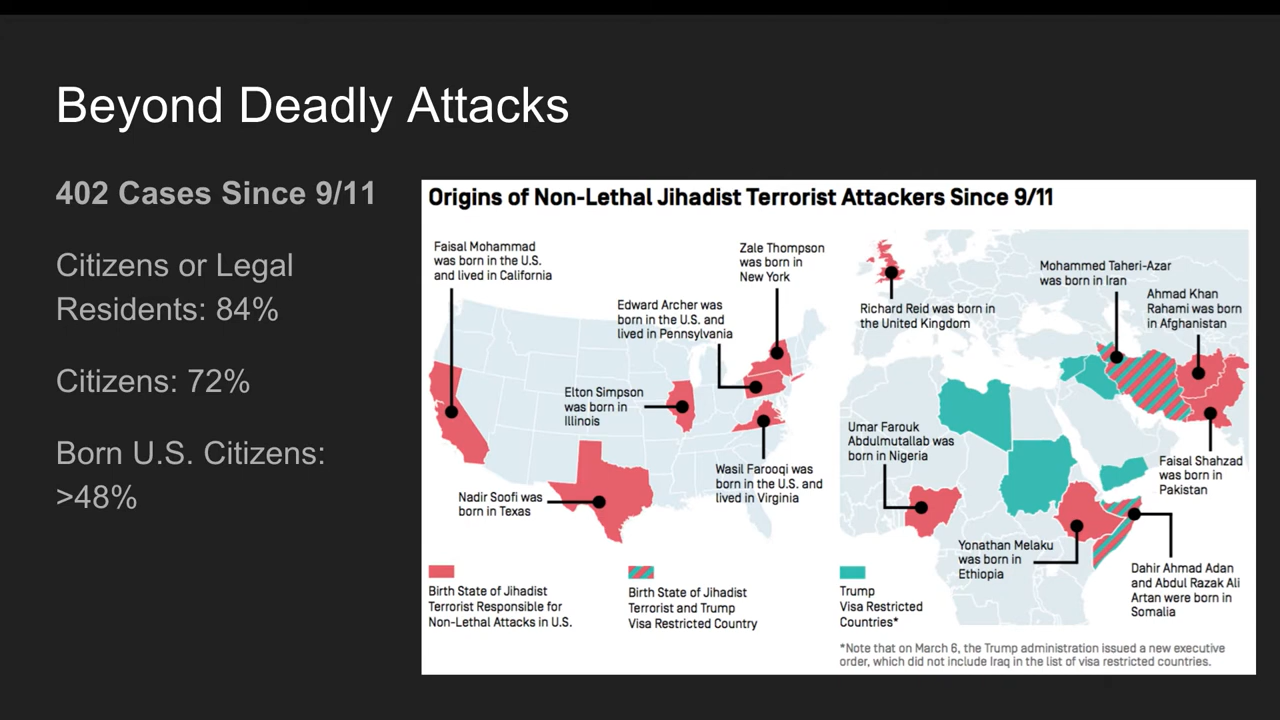 Beyond Deadly Attacks
402 Cases Since 9/11
Citizens or Legal
Residents: 84%
Citizens: 72%
Born U.S. Citizens:
>48%
Origins of Non-Lethal Jihadist Terrorist Attackers Since 9/11
Faisal Mohammad
was born in the U.S.
and lived in California
Zale Thompson
was born in
New York
Edward Archer was
born in the U.S. and
lived in Pennsylvania
Elton Simpson
was born in
Illinois
Wasil Farooqi was
born in the U.S. and
lived in Virginia
Nadir Soofi was
born in Texas
Birth State of Jihadist
Terrorist Responsible for
Non-Lethal Attacks in U.S.
Birth State of Jihadist
Terrorist and Trump
Visa Restricted Country
Richard Reid was born in
the United Kingdom
Mohammed Taheri-Azar
was born in Iran
Ahmad Khan
Rahami was born
in Afghanistan
Umar Farouk
Abdulmutallab was
born in Nigeria
Faisal Shahzad
was born in
Pakistan
Yonathan Melaku
was born in
Ethiopia
Dahir Ahmad Adan
and Abdul Razak Ali
Artan were born in
Somalia
Trump
Visa Restricted
Countries*
*Note that on March 6, the Trump administration issued a new executive
order, which did not include Iraq in the list of visa restricted countries.